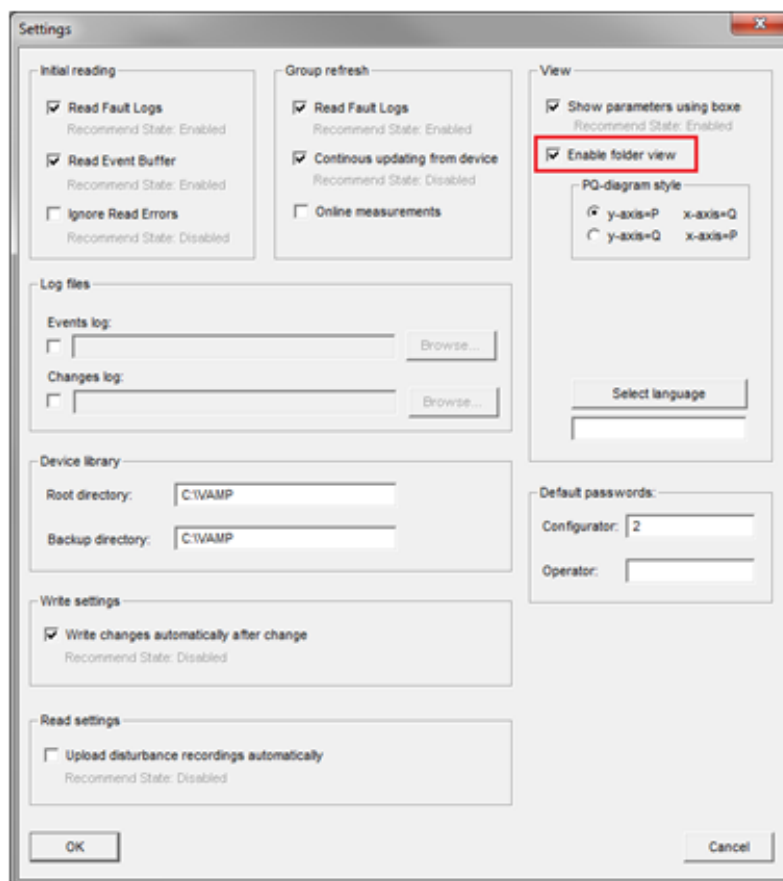 Settings
Initial reading
Read Fault Logs
Recommend State: Enabled
Read Event Buffer
Recommend State: Enabled
Ignore Read Errors
Recommend State: Disabled
Group refresh
Read Fault Logs
Recommend State: Enabled
Continous updating from device
Recommend State: Disabled
Online measurements
View
Show parameters using boxe
Recommend State: Enabled
Enable folder view
PQ-diagram style
y-axis=P x-axis=Q
y-axis=Q x-axis=P
Select language
Log files
Events log:
Browse...
Changes log:
Browse...
Device library
Root directory: C:\VAMP
Backup directory: C:\VAMP
Default passwords:
Configurator: 2
Operator:
Write settings
Write changes automatically after change
Recommend State: Disabled
Read settings
Upload disturbance recordings automatically
Recommend State: Disabled
OK
Cancel